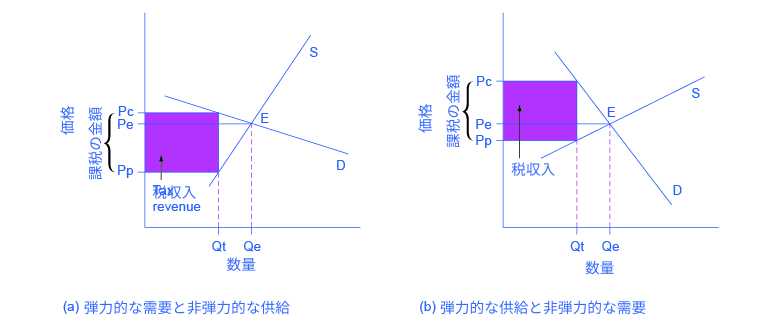 S
Pc
Pe
E
Pp
D
価格
課税の金額
税収入
Tax
revenue
Qt
Qe
数量
(a) 弾力的な需要と非弾力的な供給
Pc
S
E
Pe
Pp
価格
課税の金額
税収入
D
Qt
Qe
数量
(b) 弾力的な供給と非弾力的な需要